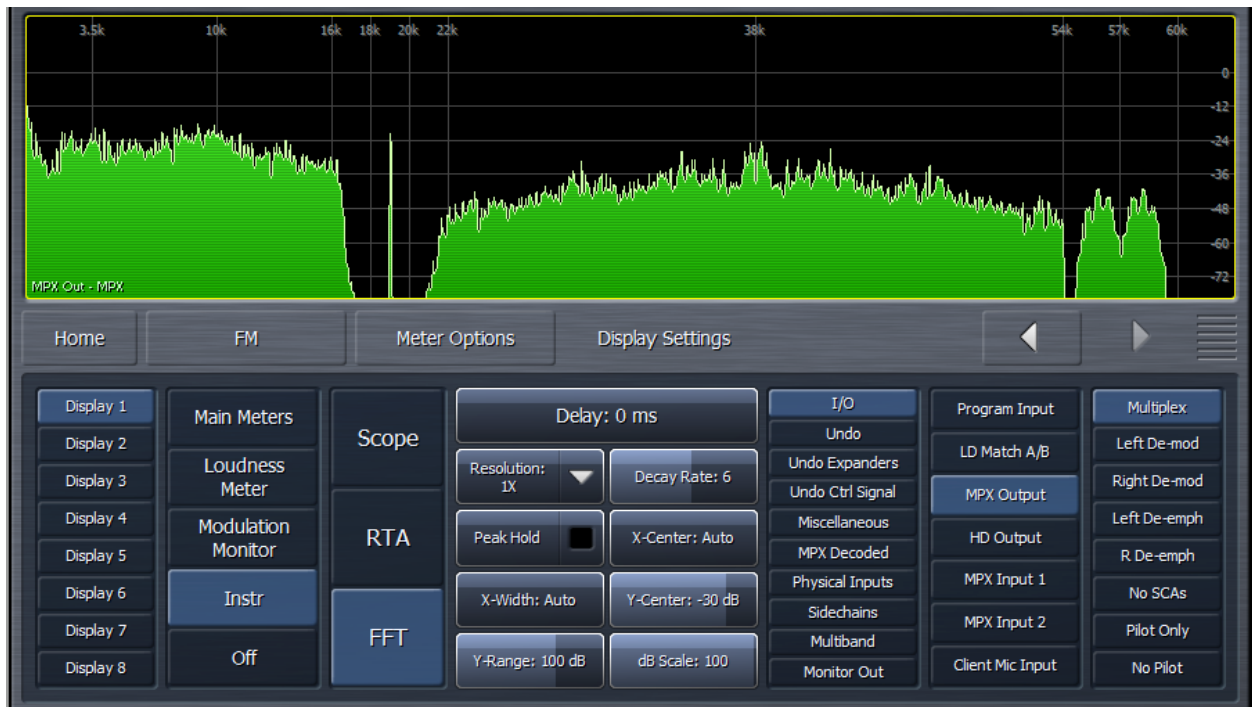 3.5k 10k 16k 18k 20k 22k 38k 54k 57k 60k
0
-12
-24
-36
-48
-60
-72
MPX Out - MPX
Home FM Meter Options Display Settings
Display 1
Display 2
Display 3
Display 4
Display 5
Display 6
Display 7
Display 8
Main Meters
Loudness
Meter
Modulation
Monitor
Instr
Off
Scope
RTA
FFT
Delay: 0 ms
Resolution:
1X
Decay Rate: 6
Peak Hold
X-Center: Auto
X-Width: Auto
Y-Center: -30 dB
Y-Range: 100 dB
dB Scale: 100
I/O
Undo
Undo Expanders
Undo Ctrl Signal
Miscellaneous
MPX Decoded
Physical Inputs
Sidechains
Multiband
Monitor Out
Program Input
LD Match A/B
MPX Output
HD Output
MPX Input 1
MPX Input 2
Client Mic Input
Multiplex
Left De-mod
Right De-mod
Left De-emph
R De-emph
No SCAs
Pilot Only
No Pilot